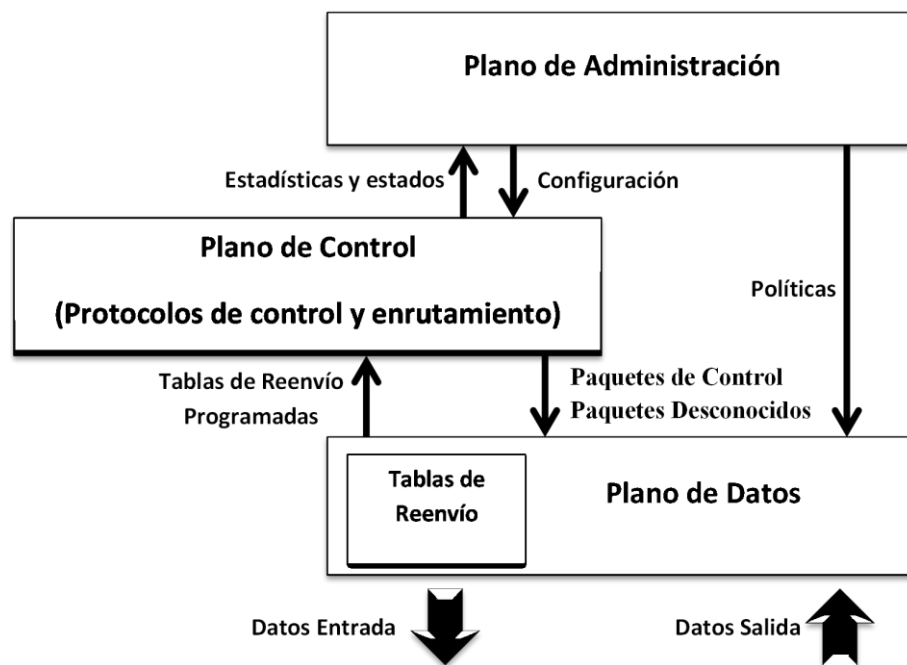 Plano de Administración
Estadísticas y estados
Configuración
Plano de Control
(Protocolos de control y enrutamiento)
Políticas
Tablas de Reenvío
Programadas
Paquetes de Control
Paquetes Desconocidos
Tablas de
Reenvío
Plano de Datos
Datos Entrada
Datos Salida